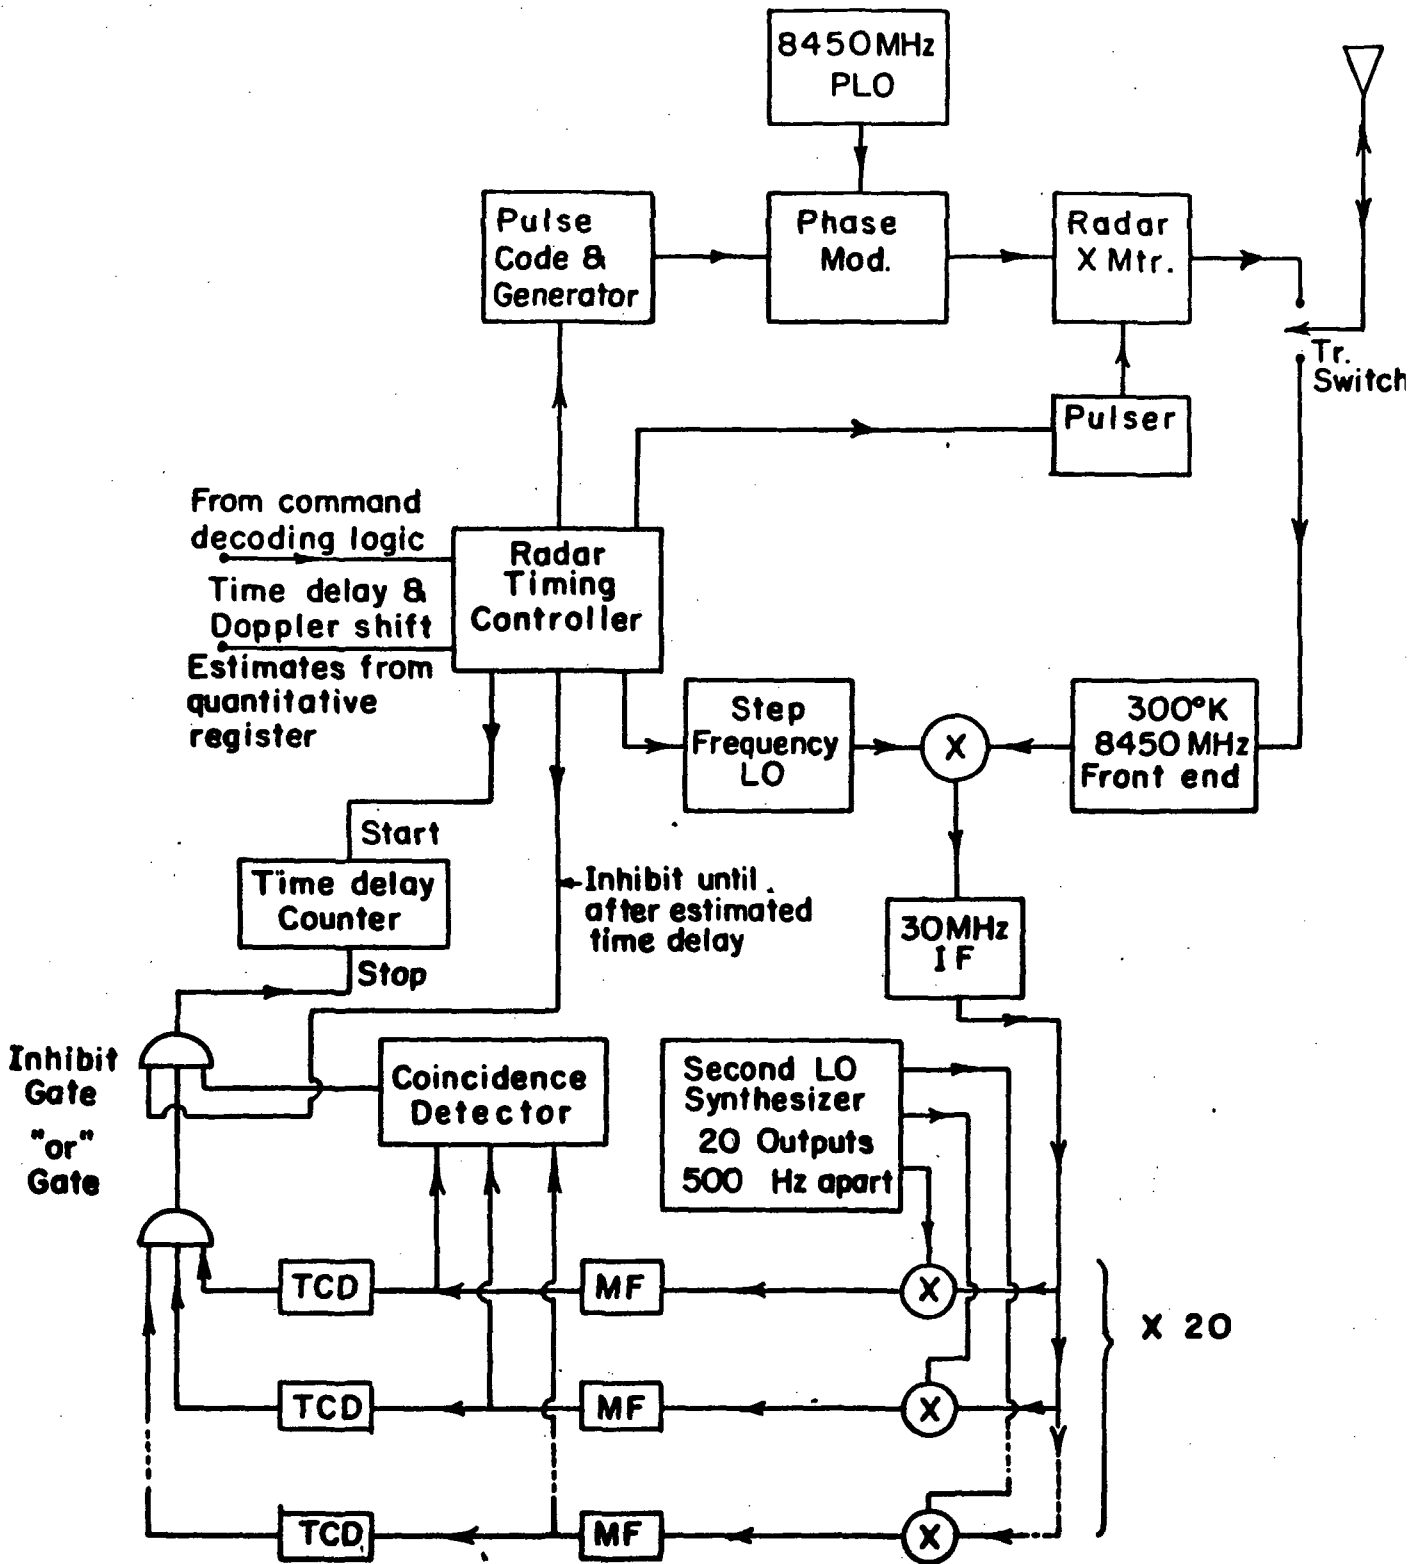 8450MHz
PLO
Pulse
Code &
Generator
Phase
Mod.
Radar
X Mtr.
Tr.
Switch
Pulser
From command
decoding logic
Time delay &
Doppler shift
Estimates from
quantitative
register
Radar
Timing
Controller
Step
Frequency
LO
X
300°K
8450 MHz
Front end
Start
Time delay
Counter
Stop
Inhibit until
after estimated
time delay
30MHz
IF
Inhibit
Gate
"or"
Gate
Coincidence
Detector
Second LO
Synthesizer
20 Outputs
500 Hz apart
TCD
MF
X
X 20
TCD
MF
X
TCD
MF
X